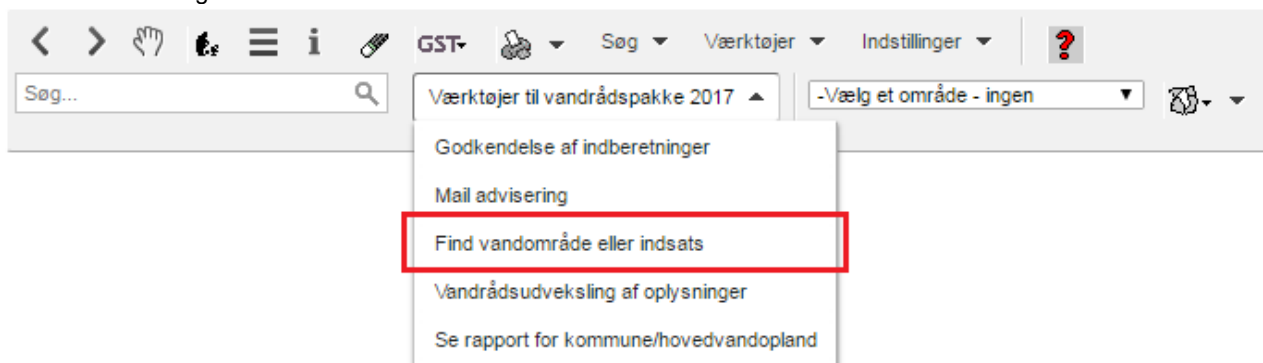 GST
Søg
Værktøjer
Indstillinger
?
Søg...
Værktøjer til vandrådspakke 2017
-Vælg et område - ingen
Godkendelse af indberetninger
Mail advisering
Find vandområde eller indsats
Vandrådsudveksling af oplysninger
Se rapport for kommune/hovedvandopland